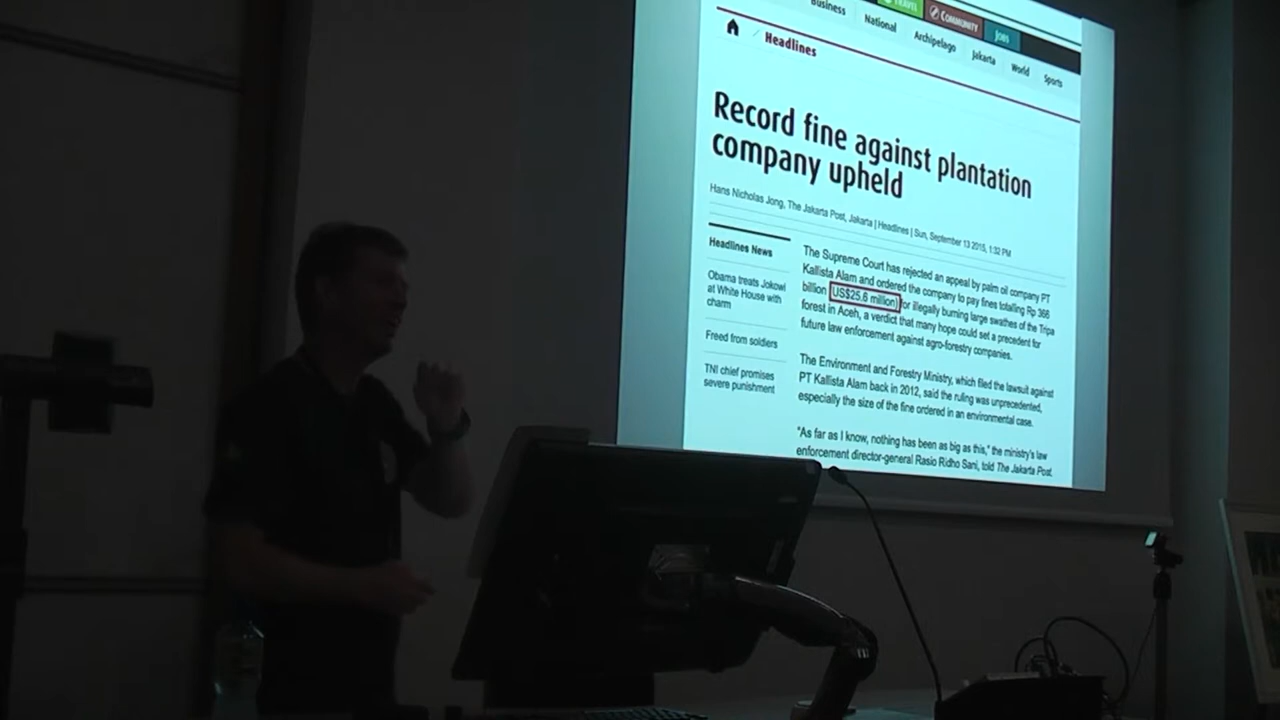 TRAVEL
COMMUNITY
JOBS
Business
National
Archipelago
Jakarta
World
Sports
Headlines
Record fine against plantation
company upheld
Hans Nicholas Jong, The Jakarta Post, Jakarta | Headlines | Sun, September 13 2015, 1:32 PM
Headlines News
Obama treats Jokowi
at White House with
charm
Freed from soldiers
TNI chief promises
severe punishment
The Supreme Court has rejected an appeal by palm oil company PT
Kallista Alam and ordered the company to pay fines totalling Rp 366
billion (US$25.6 million) for illegally burning large swathes of the Tripa
forest in Aceh, a verdict that many hope could set a precedent for
future law enforcement against agro-forestry companies.
The Environment and Forestry Ministry, which filed the lawsuit against
PT Kallista Alam back in 2012, said the ruling was unprecedented,
especially the size of the fine ordered in an environmental case.
"As far as I know, nothing has been as big as this," the ministry's law
enforcement director-general Rasio Ridho Sani, told The Jakarta Post.